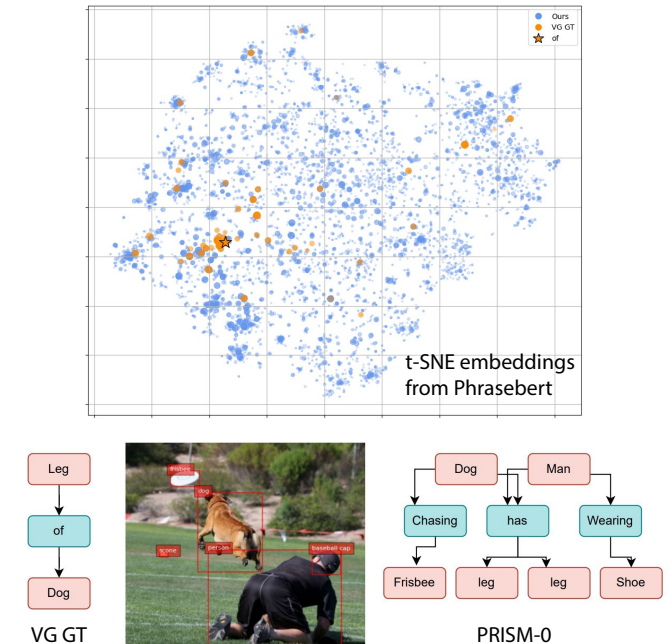 Ours
VG GT
of
t-SNE embeddings
from Phrasebert
Leg
of
Dog
VG GT
frisbee
dog
scone
person
baseball cap
Dog
Man
Chasing
has
Wearing
Frisbee
leg
leg
Shoe
PRISM-0